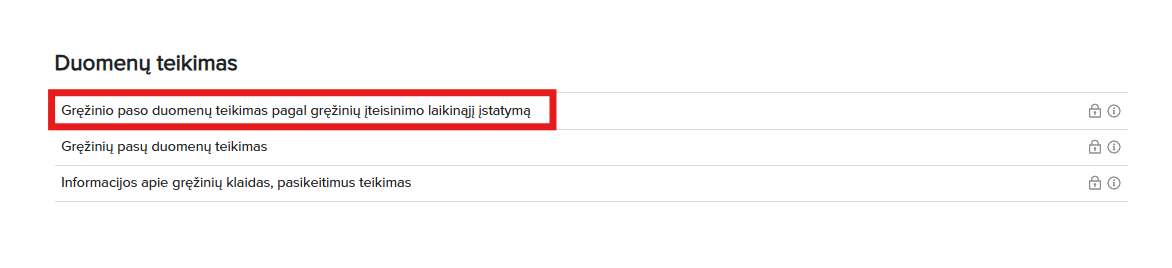 Duomenų teikimas
Gręžinio paso duomenų teikimas pagal gręžinių įteisinimo laikinąjį įstatymą
Gręžinių pasų duomenų teikimas
Informacijos apie gręžinių klaidas, pasikeitimus teikimas